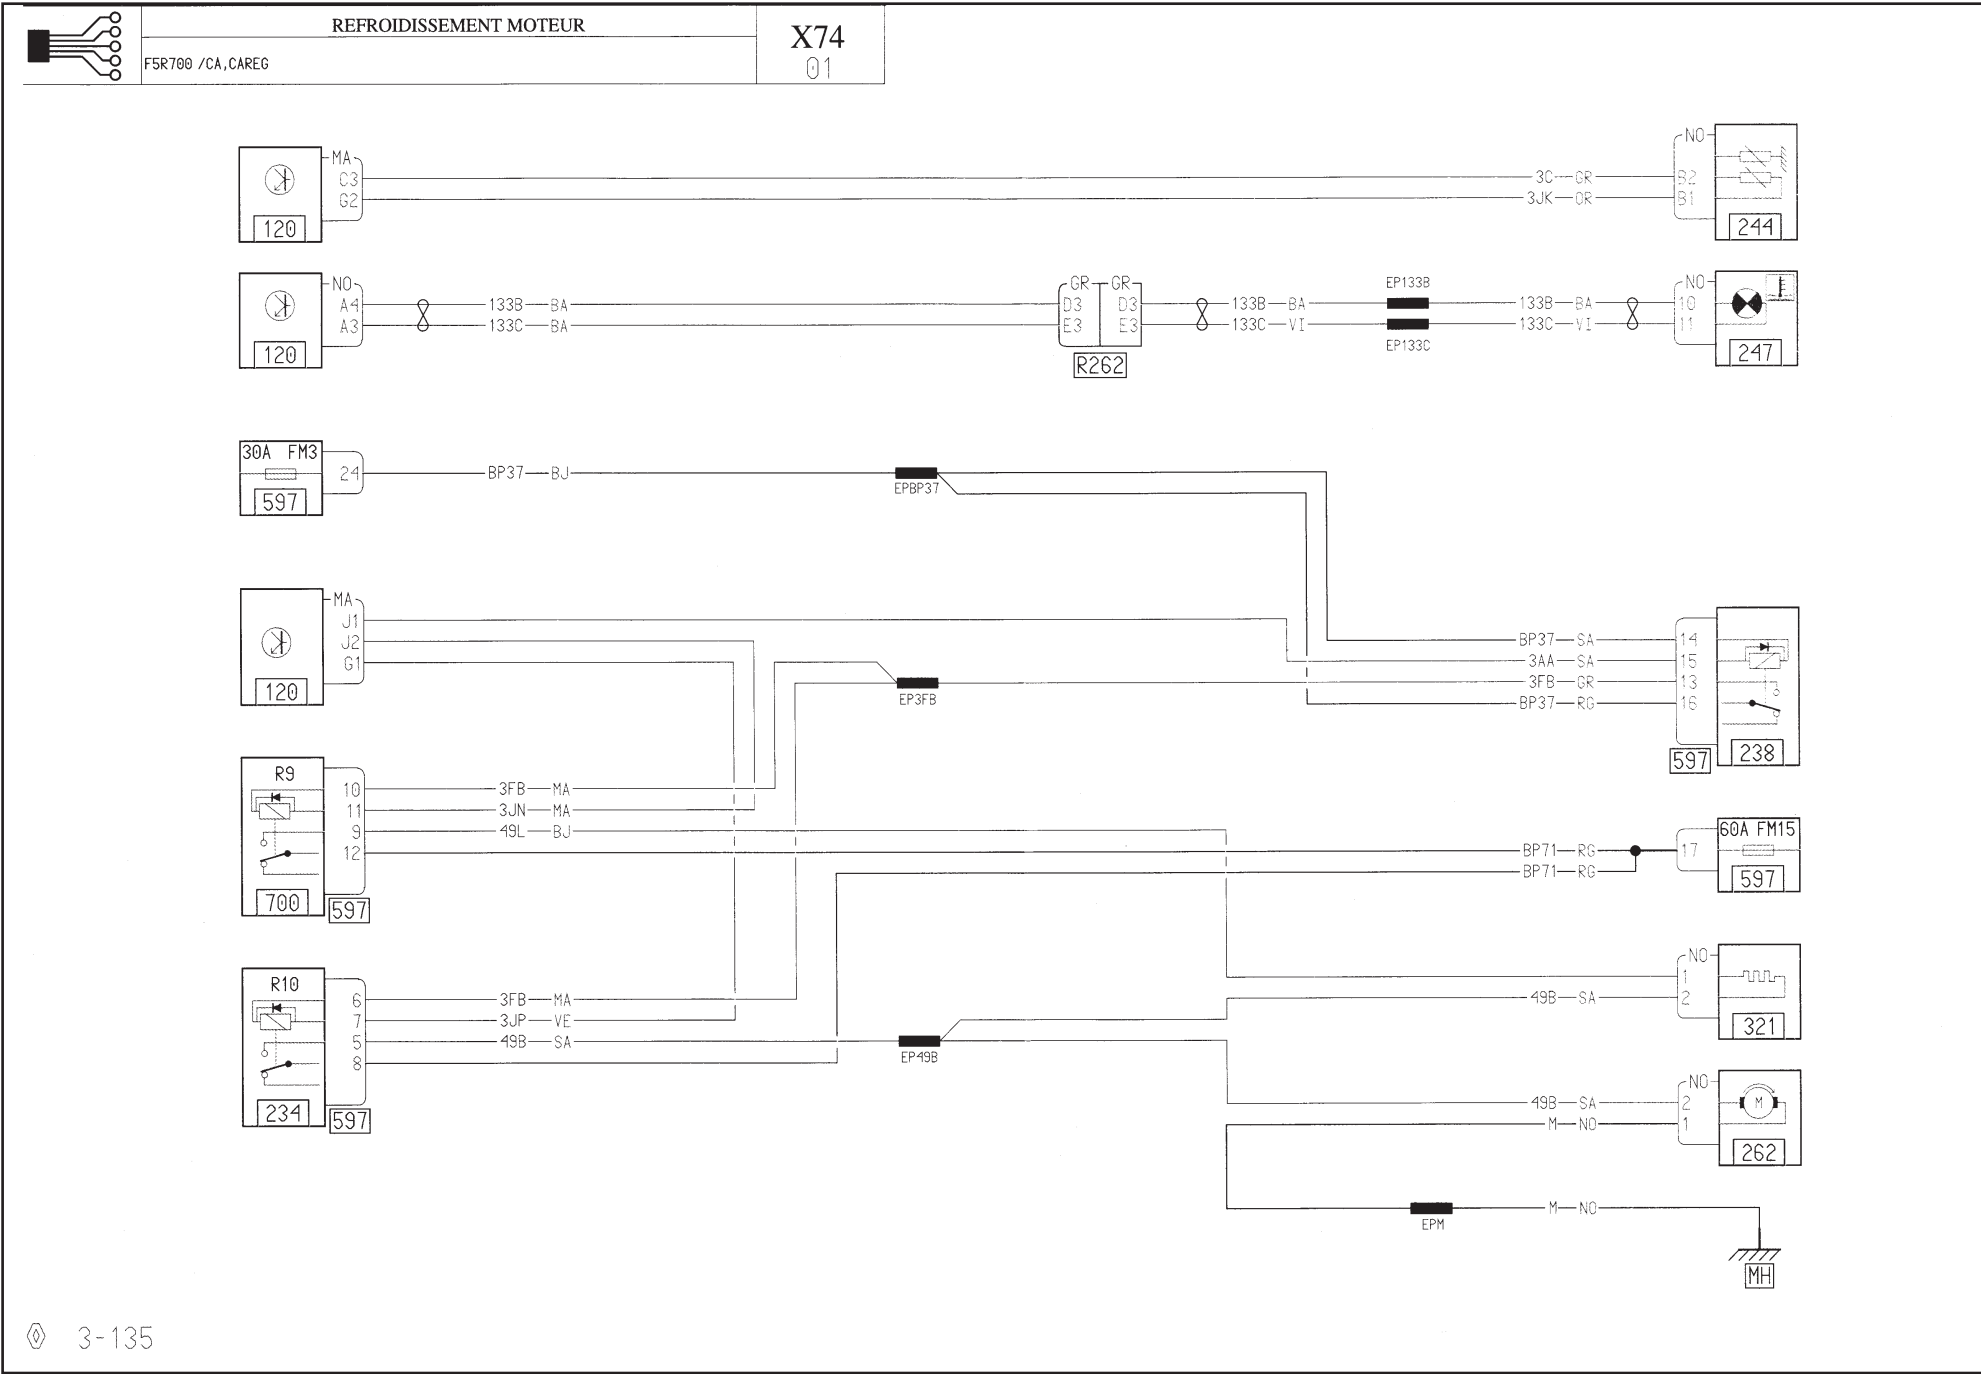 REFROIDISSEMENT MOTEUR
F5R700 /CA,CAREG
X74
01
MA
C3
G2
120
3C GR
3JK OR
NO
B2
B1
244
NO
A4
A3
120
133B BA
133C BA
GR GR
D3 D3
E3 E3
R262
133B BA
133C VI
EP133B
EP133C
133B BA
133C VI
NO
10
11
247
30A FM3
24
597
BP37 BJ
EPBP37
MA
J1
J2
G1
120
EP3FB
BP37 SA
3AA SA
3FB GR
BP37 RG
14
15
13
16
597
238
R9
10
11
9
12
700
597
3FB MA
3JN MA
49L BJ
BP71 RG
BP71 RG
17
60A FM15
597
R10
6
7
5
8
234
597
3FB MA
3JP VE
49B SA
EP49B
49B SA
NO
1
2
321
49B SA
M NO
NO
2
1
M
262
EPM
M NO
MH
3-135